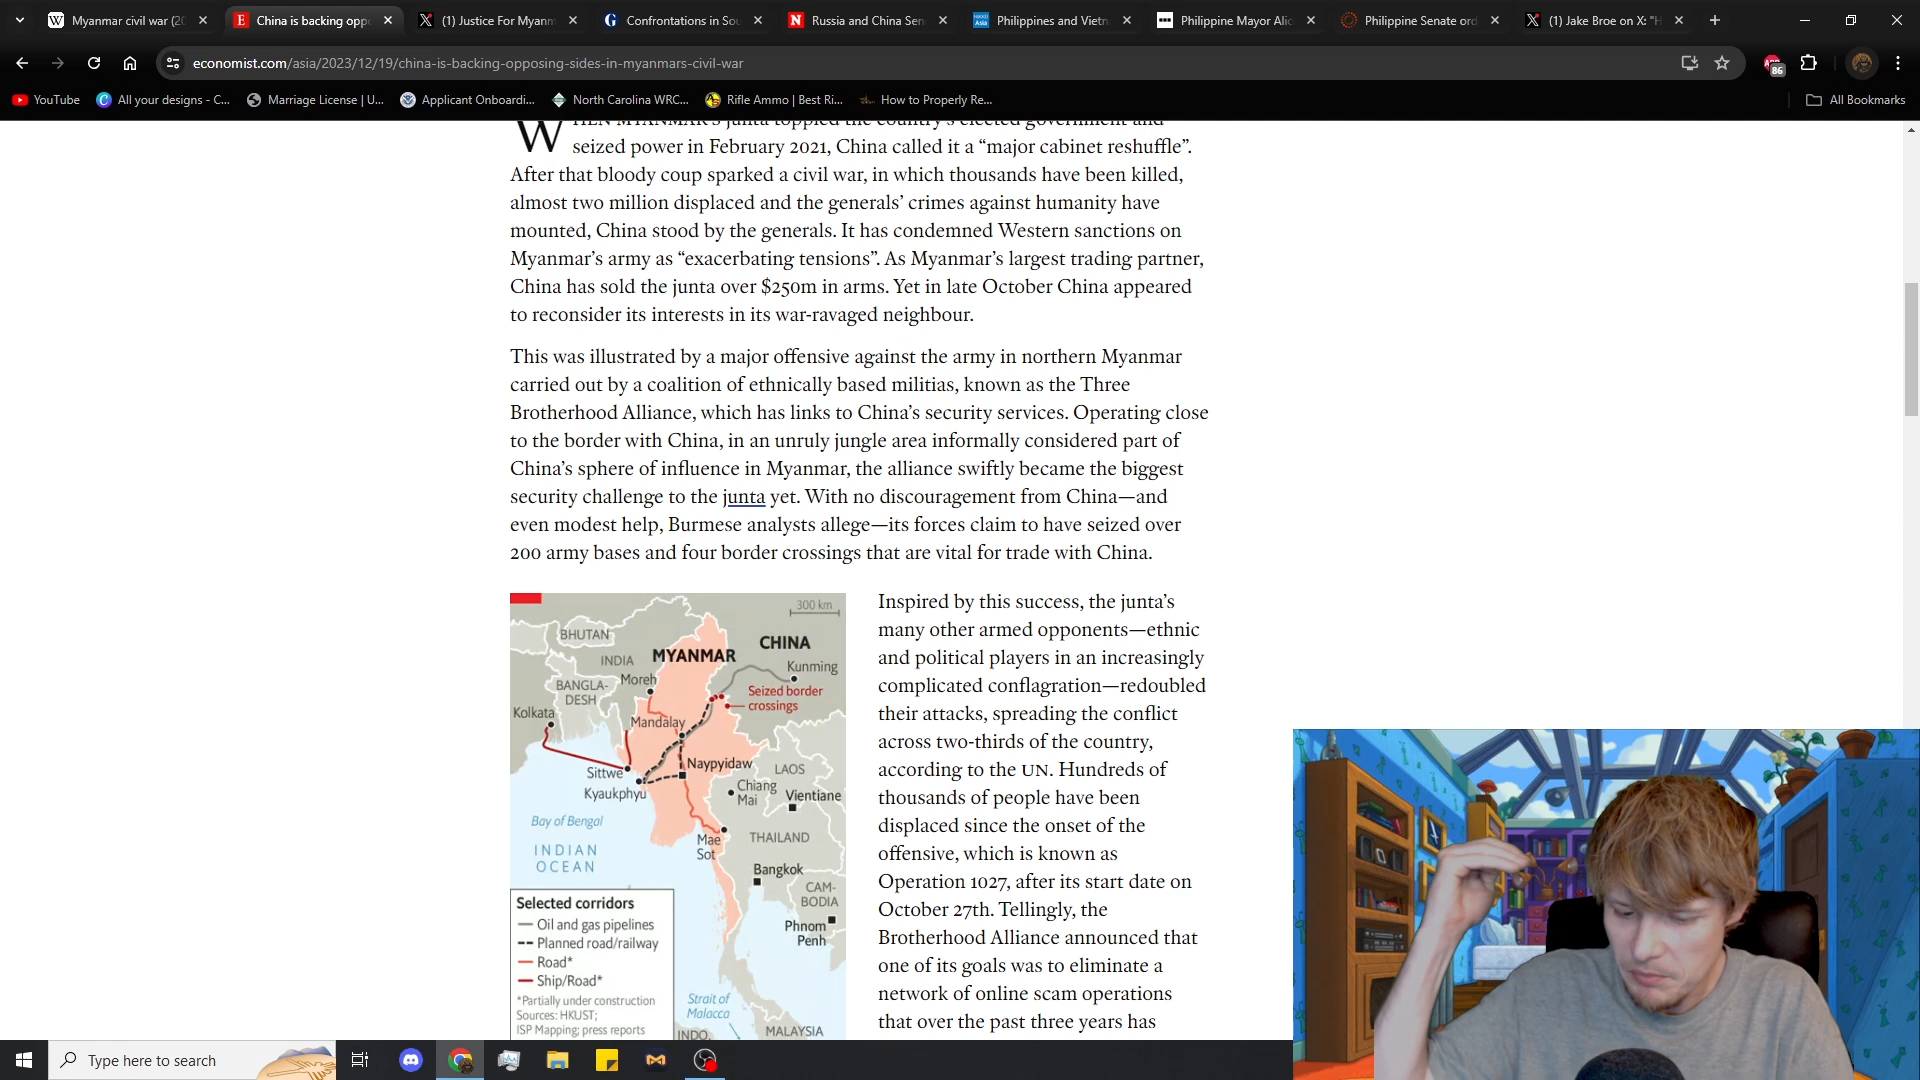 Myanmar civil war (20
China is backing oppo
(1) Justice For Myanm
Confrontations in Sou
Russia and China Sen
Philippines and Vietn
Philippine Mayor Alic
Philippine Senate ord
(1) Jake Broe on X: "H
economist.com/asia/2023/12/19/china-is-backing-opposing-sides-in-myanmars-civil-war
86
YouTube
All your designs - C...
Marriage License | U...
Applicant Onboardi...
North Carolina WRC...
Rifle Ammo | Best Ri...
How to Properly Re...
All Bookmarks
WHEN MYANMAR'S junta toppled the country's elected government and
seized power in February 2021, China called it a “major cabinet reshuffle”.
After that bloody coup sparked a civil war, in which thousands have been killed,
almost two million displaced and the generals’ crimes against humanity have
mounted, China stood by the generals. It has condemned Western sanctions on
Myanmar’s army as “exacerbating tensions”. As Myanmar’s largest trading partner,
China has sold the junta over $250m in arms. Yet in late October China appeared
to reconsider its interests in its war-ravaged neighbour.
This was illustrated by a major offensive against the army in northern Myanmar
carried out by a coalition of ethnically based militias, known as the Three
Brotherhood Alliance, which has links to China’s security services. Operating close
to the border with China, in an unruly jungle area informally considered part of
China’s sphere of influence in Myanmar, the alliance swiftly became the biggest
security challenge to the junta yet. With no discouragement from China—and
even modest help, Burmese analysts allege—its forces claim to have seized over
200 army bases and four border crossings that are vital for trade with China.
300 km
BHUTAN
CHINA
INDIA
MYANMAR
Kunming
Moreh
BANGLA-
DESH
Seized border
crossings
Kolkata
Mandalay
Naypyidaw
LAOS
Sittwe
Kyaukphyu
Chiang
Mai
Vientiane
Bay of Bengal
Mae
Sot
THAILAND
INDIAN
OCEAN
Bangkok
CAM-
BODIA
Phnom
Penh
Selected corridors
Oil and gas pipelines
Planned road/railway
Road*
Ship/Road*
*Partially under construction
Sources: HKUST;
ISP Mapping; press reports
Strait of
Malacca
MALAYSIA
INDO.
Inspired by this success, the junta’s
many other armed opponents—ethnic
and political players in an increasingly
complicated conflagration—redoubled
their attacks, spreading the conflict
across two-thirds of the country,
according to the UN. Hundreds of
thousands of people have been
displaced since the onset of the
offensive, which is known as
Operation 1027, after its start date on
October 27th. Tellingly, the
Brotherhood Alliance announced that
one of its goals was to eliminate a
network of online scam operations
that over the past three years has
Type here to search